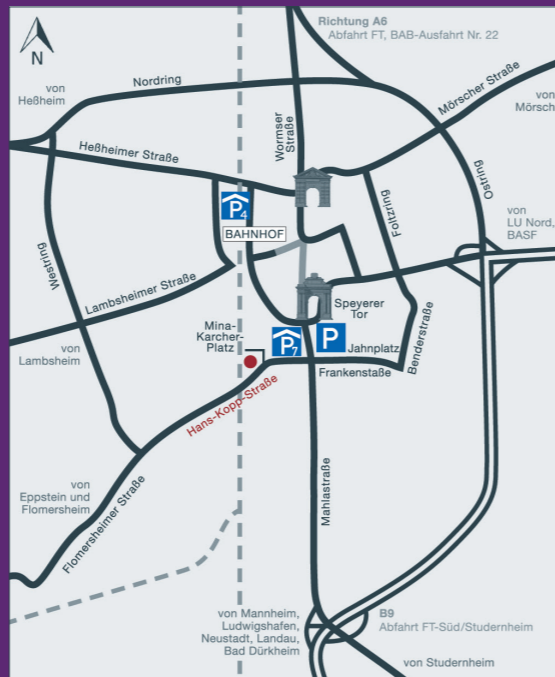 Richtung A6
Abfahrt FT, BAB-Ausfahrt Nr. 22
N
von
Heßheim
Nordring
Wormser
Straße
Mörscher Straße
von
Mörsch
Heßheimer Straße
Ostring
Foltzring
P4
BAHNHOF
von
LU Nord,
BASF
Westring
Lambsheimer Straße
Speyerer
Tor
Mina-
Karcher-
Platz
P7
P
Jahnplatz
Benderstraße
von
Lambsheim
Frankenstaße
Hans-Kopp-Straße
von
Eppstein und
Flomersheim
Flomersheimer Straße
Mahlastraße
von Mannheim,
Ludwigshafen,
Neustadt, Landau,
Bad Dürkheim
B9
Abfahrt FT-Süd/Studernheim
von Studernheim